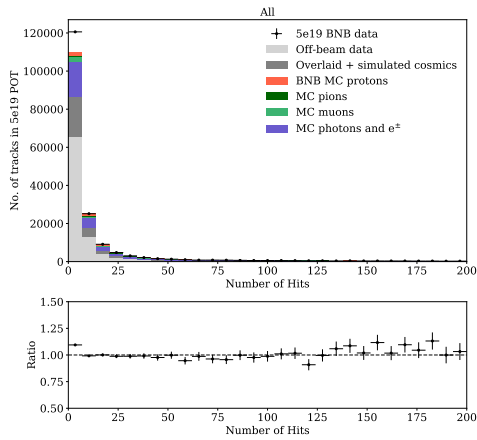 All
120000
100000
80000
60000
40000
20000
0
No. of tracks in 5e19 POT
5e19 BNB data
Off-beam data
Overlaid + simulated cosmics
BNB MC protons
MC pions
MC muons
MC photons and e±
0 25 50 75 100 125 150 175 200
Number of Hits
1.50
1.25
1.00
0.75
0.50
Ratio
0 25 50 75 100 125 150 175 200
Number of Hits